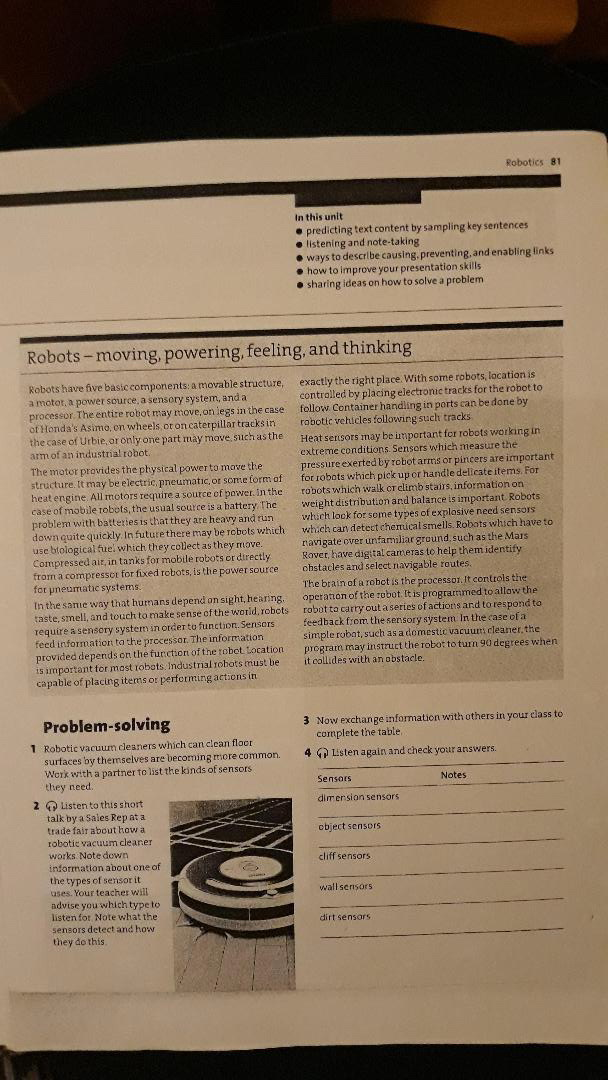 Robotics 81
In this unit
● predicting text content by sampling key sentences
● listening and note-taking
● ways to describe causing, preventing, and enabling links
● how to improve your presentation skills
● sharing ideas on how to solve a problem
Robots – moving, powering, feeling, and thinking
Robots have five basic components: a movable structure,
a motor, a power source, a sensory system, and a
processor. The entire robot may move, on legs in the case
of Honda's Asimo, on wheels, or on caterpillar tracks in
the case of Urbie, or only one part may move, such as the
arm of an industrial robot.
The motor provides the physical power to move the
structure. It may be electric, pneumatic, or some form of
heat engine. All motors require a source of power. In the
case of mobile robots, the usual source is a battery. The
problem with batteries is that they are heavy and run
down quite quickly. In future there may be robots which
use biological fuel, which they collect as they move.
Compressed air, in tanks for mobile robots or directly
from a compressor for fixed robots, is the power source
for pneumatic systems.
In the same way that humans depend on sight, hearing,
taste, smell, and touch to make sense of the world, robots
require a sensory system in order to function. Sensors
feed information to the processor. The information
provided depends on the function of the robot. Location
is important for most robots. Industrial robots must be
capable of placing items or performing actions in
exactly the right place. With some robots, location is
controlled by placing electronic tracks for the robot to
follow. Container handling in ports can be done by
robotic vehicles following such tracks.
Heat sensors may be important for robots working in
extreme conditions. Sensors which measure the
pressure exerted by robot arms or pincers are important
for robots which pick up or handle delicate items. For
robots which walk or climb stairs, information on
weight distribution and balance is important. Robots
which look for some types of explosive need sensors
which can detect chemical smells. Robots which have to
navigate over unfamiliar ground, such as the Mars
Rover, have digital cameras to help them identify
obstacles and select navigable routes.
The brain of a robot is the processor. It controls the
operation of the robot. It is programmed to allow the
robot to carry out a series of actions and to respond to
feedback from the sensory system. In the case of a
simple robot, such as a domestic vacuum cleaner, the
program may instruct the robot to turn 90 degrees when
it collides with an obstacle.
Problem-solving
1 Robotic vacuum cleaners which can clean floor
surfaces by themselves are becoming more common.
Work with a partner to list the kinds of sensors
they need.
2 Listen to this short
talk by a Sales Rep at a
trade fair about how a
robotic vacuum cleaner
works. Note down
information about one of
the types of sensor it
uses. Your teacher will
advise you which type to
listen for. Note what the
sensors detect and how
they do this.
3 Now exchange information with others in your class to
complete the table.
4 Listen again and check your answers.
Sensors Notes
dimension sensors
object sensors
cliff sensors
wall sensors
dirt sensors